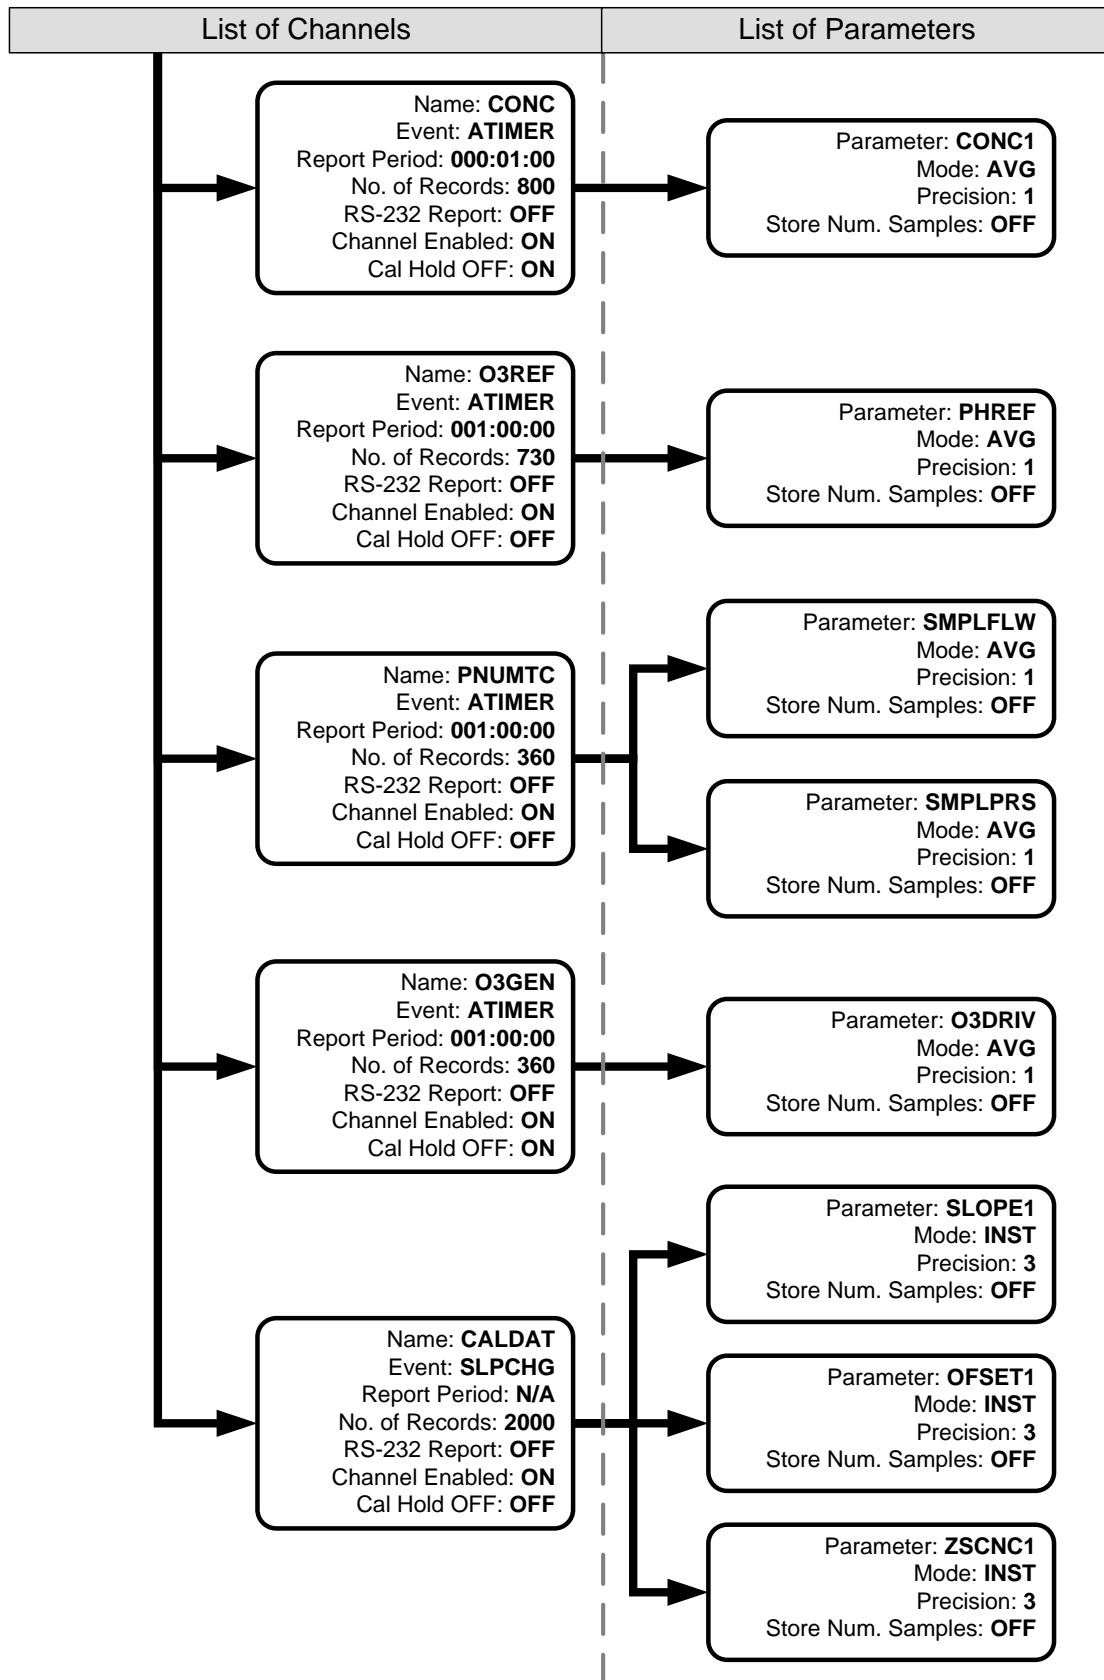 List of Channels
List of Parameters
Name: CONC
Event: ATIMER
Report Period: 000:01:00
No. of Records: 800
RS-232 Report: OFF
Channel Enabled: ON
Cal Hold OFF: ON
Parameter: CONC1
Mode: AVG
Precision: 1
Store Num. Samples: OFF
Name: O3REF
Event: ATIMER
Report Period: 001:00:00
No. of Records: 730
RS-232 Report: OFF
Channel Enabled: ON
Cal Hold OFF: OFF
Parameter: PHREF
Mode: AVG
Precision: 1
Store Num. Samples: OFF
Name: PNUMTC
Event: ATIMER
Report Period: 001:00:00
No. of Records: 360
RS-232 Report: OFF
Channel Enabled: ON
Cal Hold OFF: OFF
Parameter: SMPLFLW
Mode: AVG
Precision: 1
Store Num. Samples: OFF
Parameter: SMPLPRS
Mode: AVG
Precision: 1
Store Num. Samples: OFF
Name: O3GEN
Event: ATIMER
Report Period: 001:00:00
No. of Records: 360
RS-232 Report: OFF
Channel Enabled: ON
Cal Hold OFF: ON
Parameter: O3DRIV
Mode: AVG
Precision: 1
Store Num. Samples: OFF
Name: CALDAT
Event: SLPCHG
Report Period: N/A
No. of Records: 2000
RS-232 Report: OFF
Channel Enabled: ON
Cal Hold OFF: OFF
Parameter: SLOPE1
Mode: INST
Precision: 3
Store Num. Samples: OFF
Parameter: OFSET1
Mode: INST
Precision: 3
Store Num. Samples: OFF
Parameter: ZSCNC1
Mode: INST
Precision: 3
Store Num. Samples: OFF